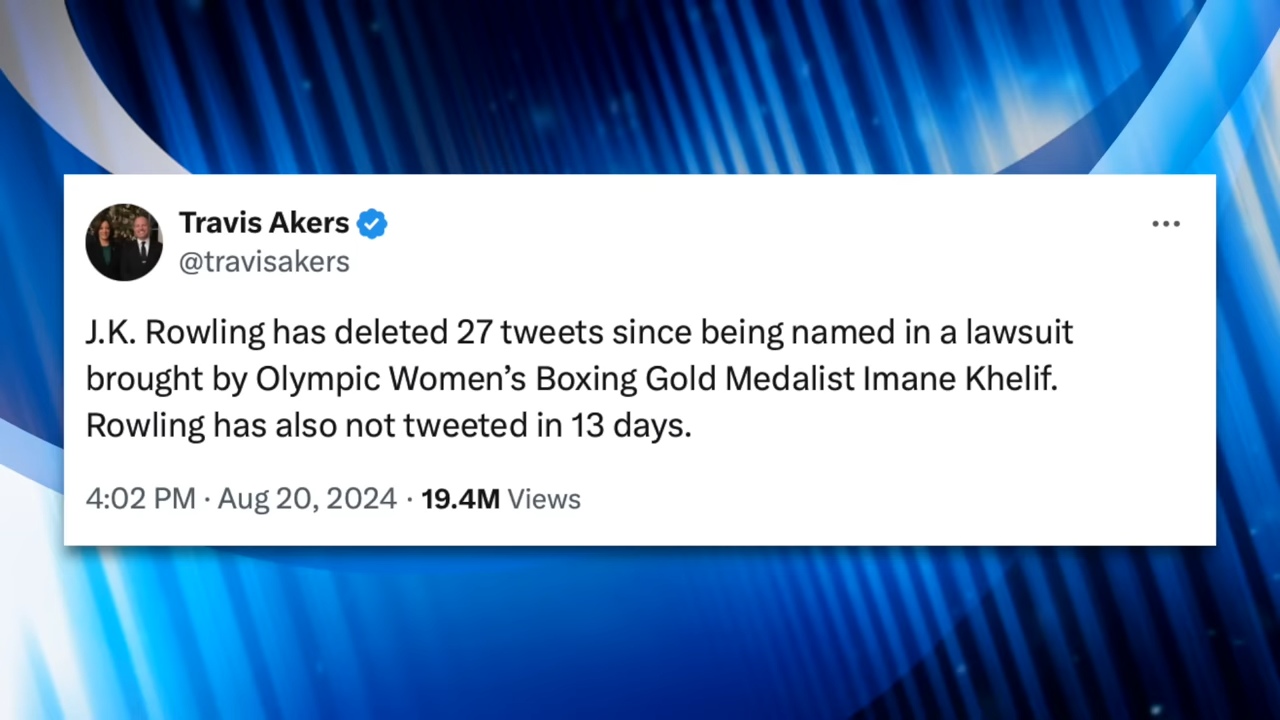 Travis Akers
@travisakers
J.K. Rowling has deleted 27 tweets since being named in a lawsuit
brought by Olympic Women’s Boxing Gold Medalist Imane Khelif.
Rowling has also not tweeted in 13 days.
4:02 PM · Aug 20, 2024 · 19.4M Views